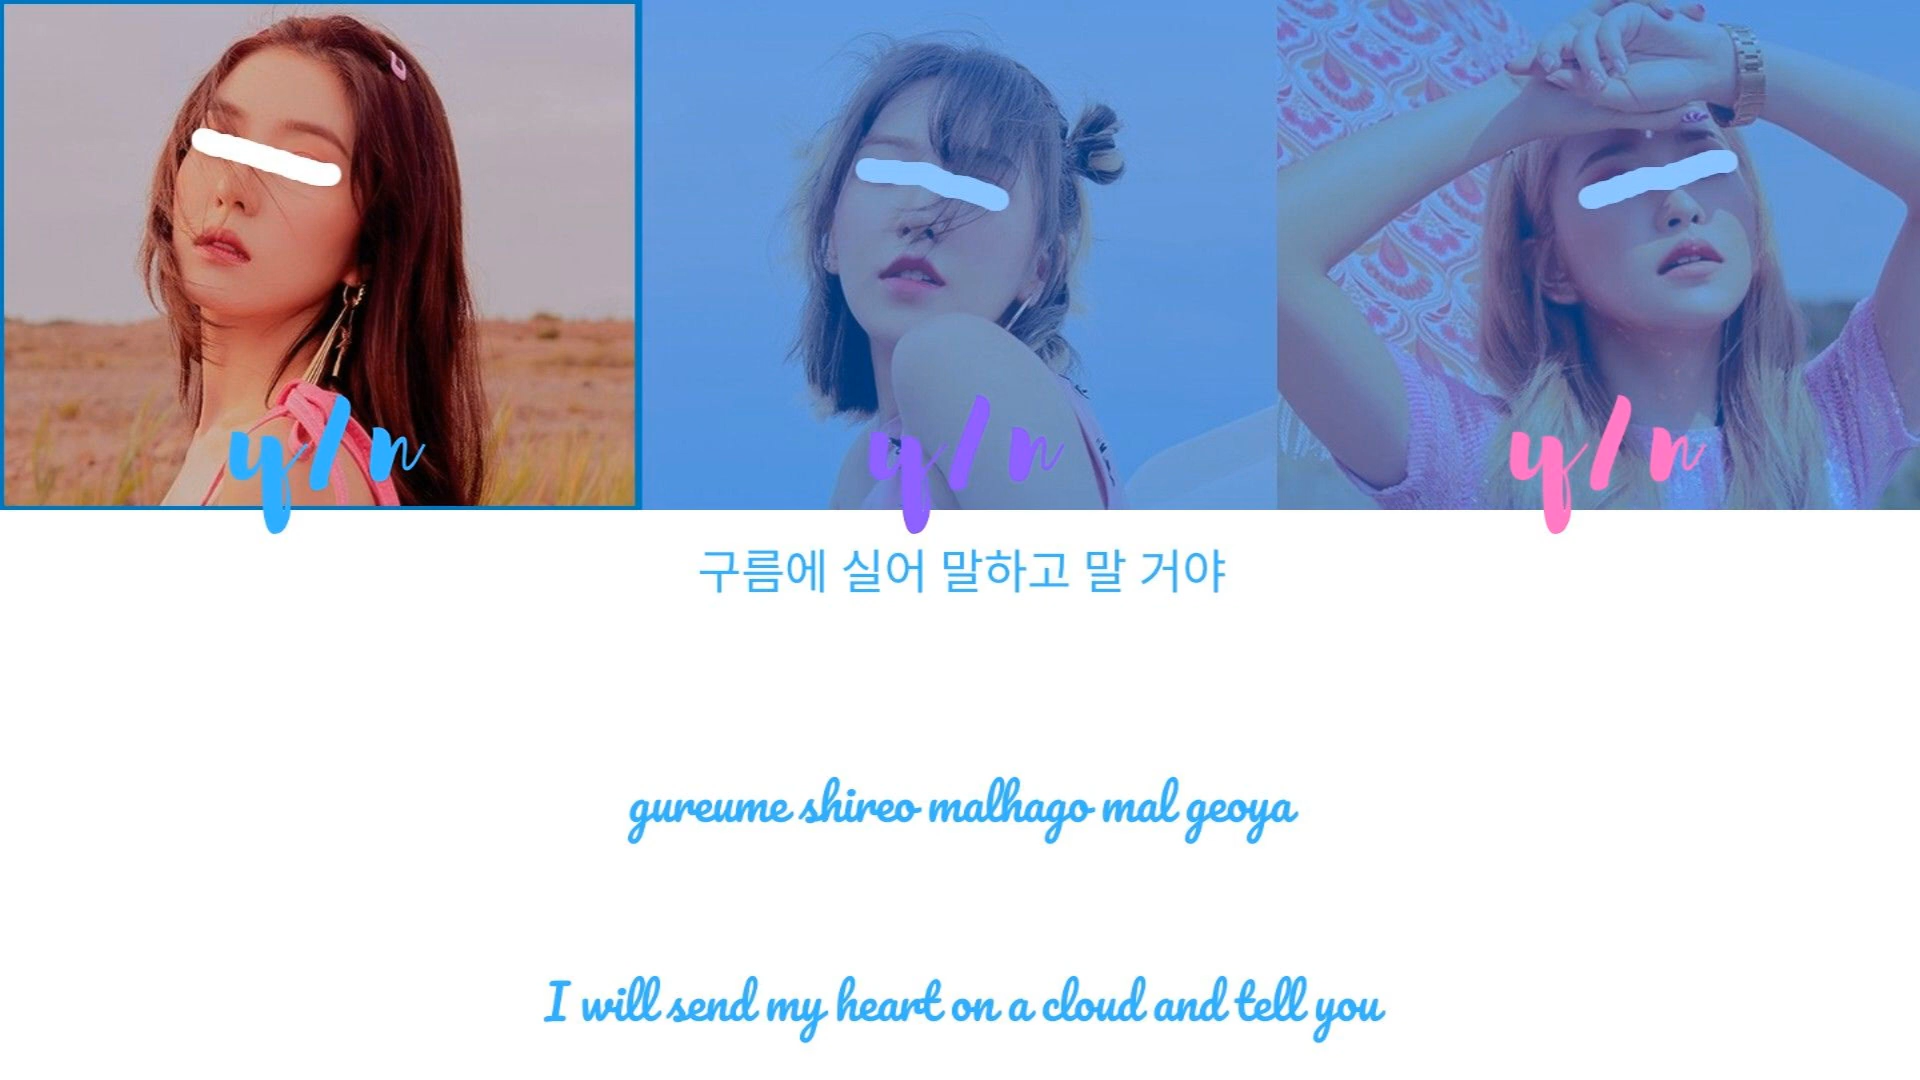 y/n y/n y/n
구름에 실어 말하고 말 거야
gureume shireo malhago mal geoya
I will send my heart on a cloud and tell you